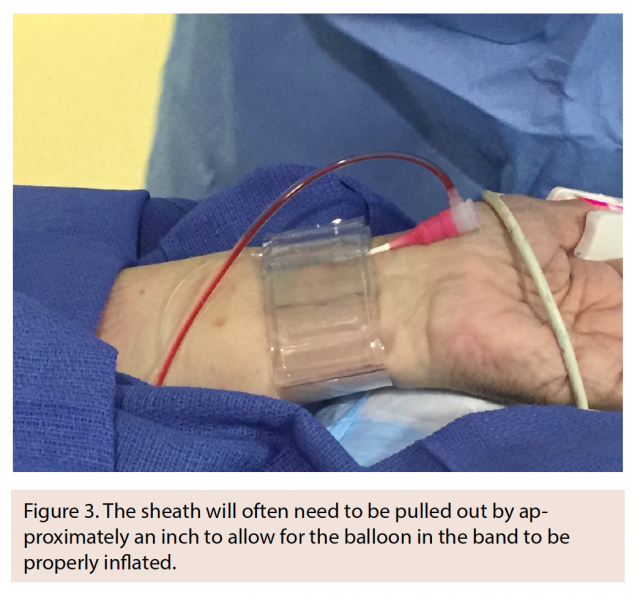 Figure 3. The sheath will often need to be pulled out by ap-
proximately an inch to allow for the balloon in the band to be
properly inflated.